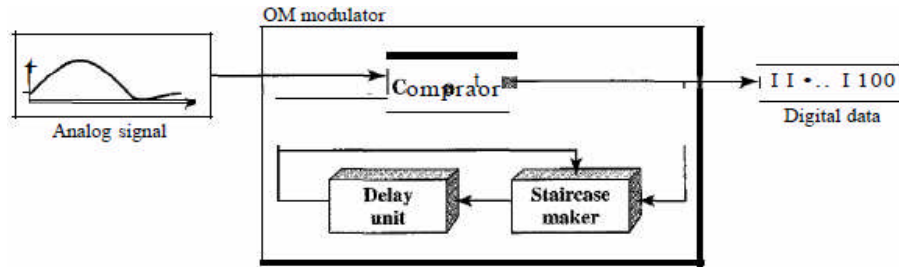 OM modulator
Comprator
I I •. . I 100
Analog signal
Digital data
Delay
unit
Staircase
maker